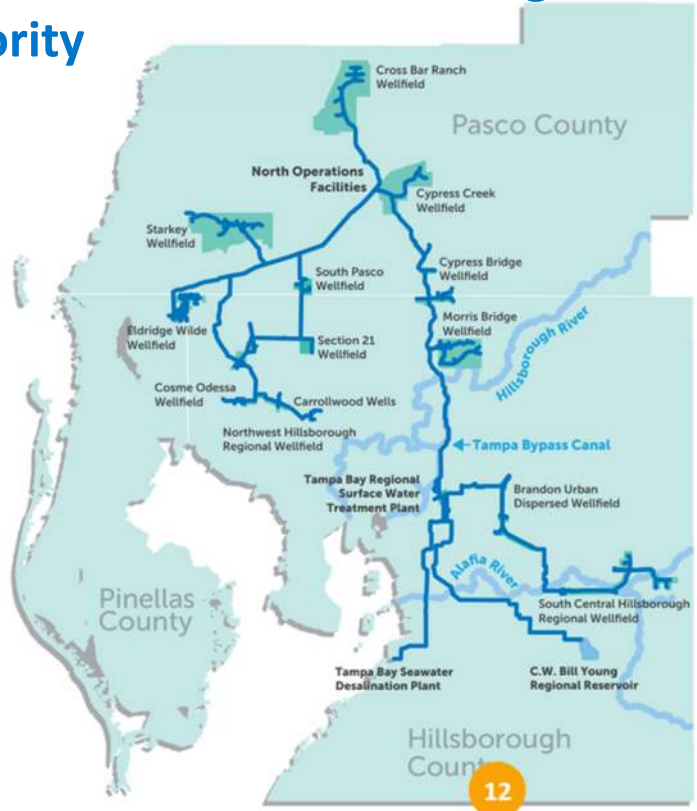 Cross Bar Ranch
Wellfield
Pasco County
North Operations
Facilities
Cypress Creek
Wellfield
Starkey
Wellfield
Cypress Bridge
Wellfield
South Pasco
Wellfield
Morris Bridge
Wellfield
Hillsborough River
Eldridge Wilde
Wellfield
Section 21
Wellfield
Cosme Odessa
Wellfield
Carrollwood Wells
Northwest Hillsborough
Regional Wellfield
Tampa Bypass Canal
Tampa Bay Regional
Surface Water
Treatment Plant
Brandon Urban
Dispersed Wellfield
Alafia River
Pinellas
County
South Central Hillsborough
Regional Wellfield
Tampa Bay Seawater
Desalination Plant
C.W. Bill Young
Regional Reservoir
Hillsborough
County
12